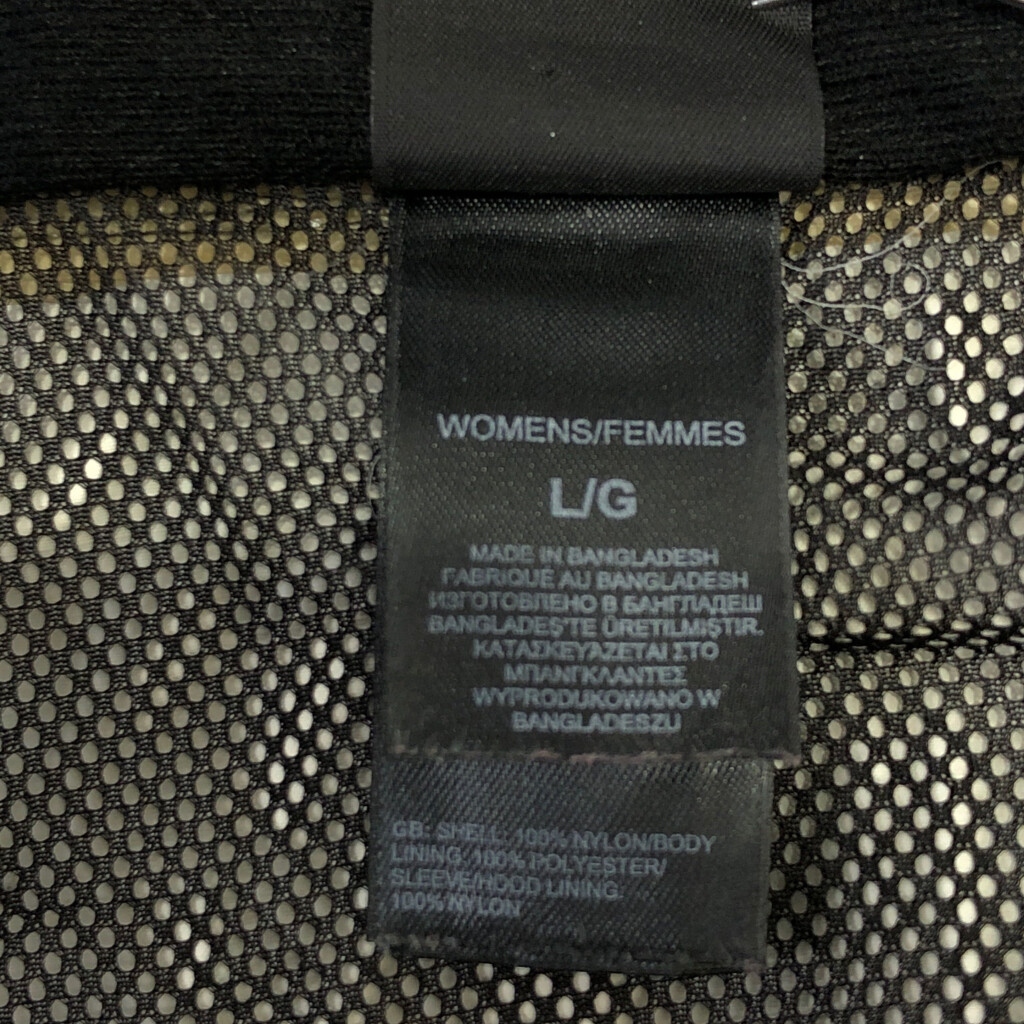 WOMENS/FEMMES
L/G
MADE IN BANGLADESH
FABRIQUÉ AU BANGLADESH
ИЗГОТОВЛЕНО В БАНГЛАДЕШ
BANGLADEŞ'TE ÜRETILMIŞTIR.
ΚΑΤΑΣΚΕΥΑΖΕΤΑΙ ΣΤΟ
ΜΠΑΝΓΚΛΑΝΤΕΣ
WYPRODUKOWANO W
BANGLADESZU
GB: SHELL: 100% NYLON/BODY
LINING: 100% POLYESTER/
SLEEVE/HOOD LINING:
100% NYLON